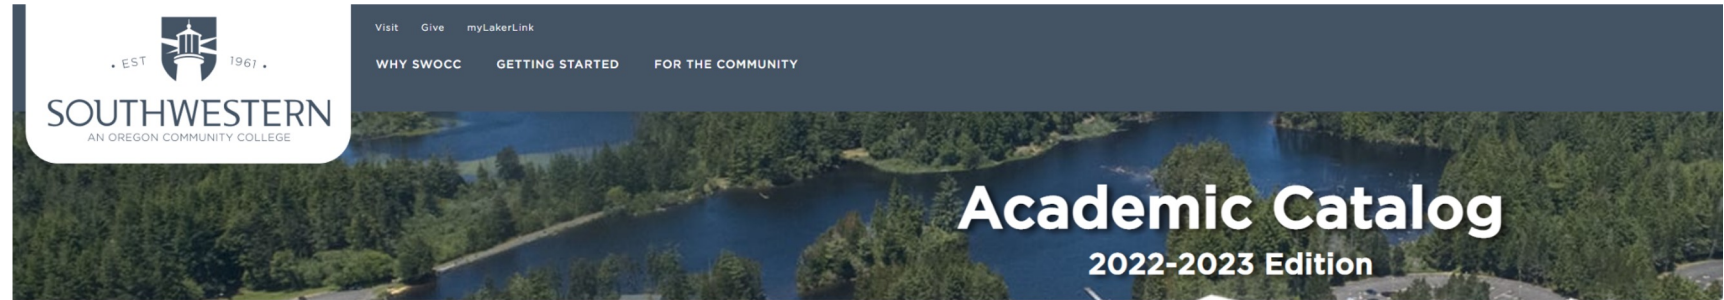 Visit Give myLakerLink
• EST 1961 •
WHY SWOCC GETTING STARTED FOR THE COMMUNITY
SOUTHWESTERN
AN OREGON COMMUNITY COLLEGE
Academic Catalog
2022-2023 Edition